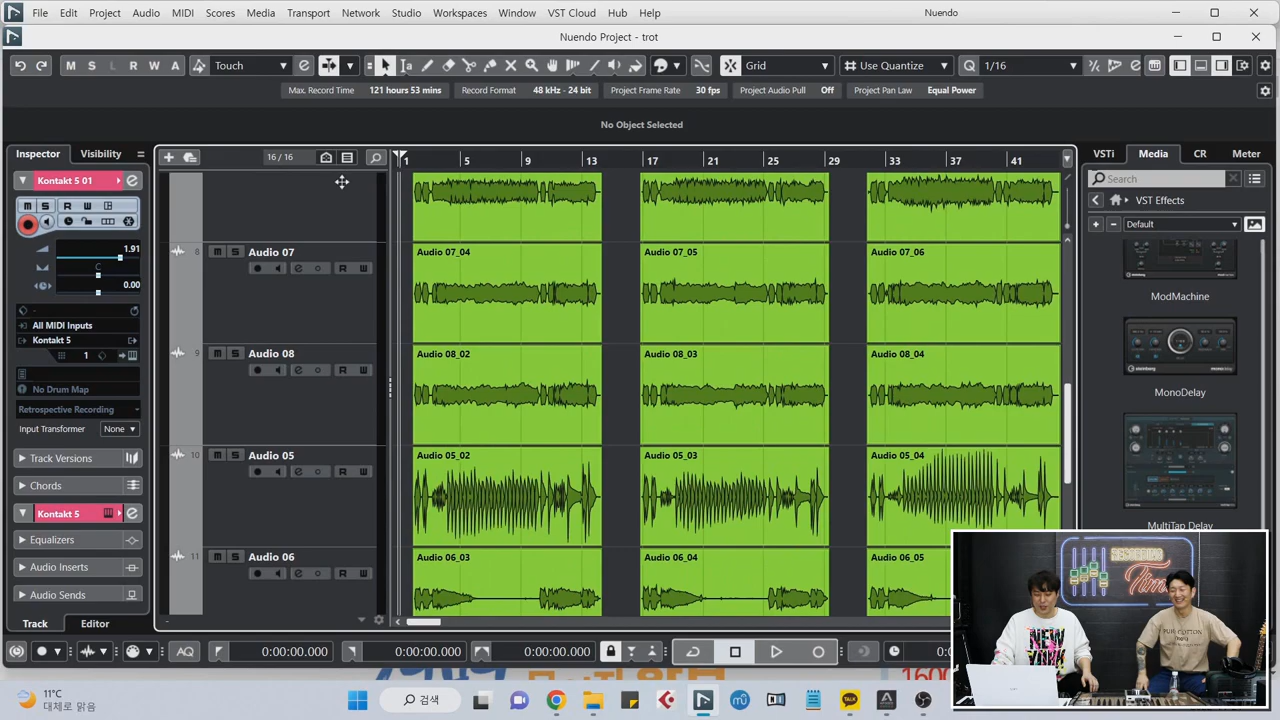 File Edit Project Audio MIDI Scores Media Transport Network Studio Workspaces Window VST Cloud Hub Help Nuendo
Nuendo Project - trot
M S L R W A Touch Grid Use Quantize Q 1/16
Max. Record Time 121 hours 53 mins Record Format 48 kHz - 24 bit Project Frame Rate 30 fps Project Audio Pull Off Project Pan Law Equal Power
No Object Selected
Inspector Visibility 16 / 16 1 5 9 13 17 21 25 29 33 37 41 VSTi Media CR Meter
Kontakt 5 01 Search
M S R W VST Effects
Default
1.91
C
0.00
ModMachine
8 M S Audio 07 Audio 07_04 Audio 07_05 Audio 07_06
R W
All MIDI Inputs
Kontakt 5
1
9 M S Audio 08 Audio 08_02 Audio 08_03 Audio 08_04
R W
No Drum Map
MonoDelay
Retrospective Recording
Input Transformer None
Track Versions
10 M S Audio 05 Audio 05_02 Audio 05_03 Audio 05_04
R W
Chords
Kontakt 5
MultiTap Delay
Equalizers
11 M S Audio 06 Audio 06_03 Audio 06_04 Audio 06_05
R W
Audio Inserts
Audio Sends
RECORDING
Time
NEW
Track Editor
AQ 0:00:00.000 0:00:00.000 0:00:00.000
11°C
대체로 맑음
검색